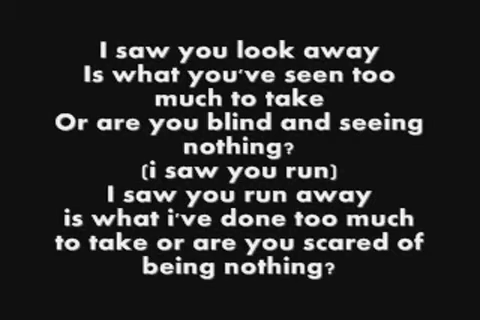 I saw you look away
Is what you've seen too
much to take
Or are you blind and seeing
nothing?
(i saw you run)
I saw you run away
is what i've done too much
to take or are you scared of
being nothing?